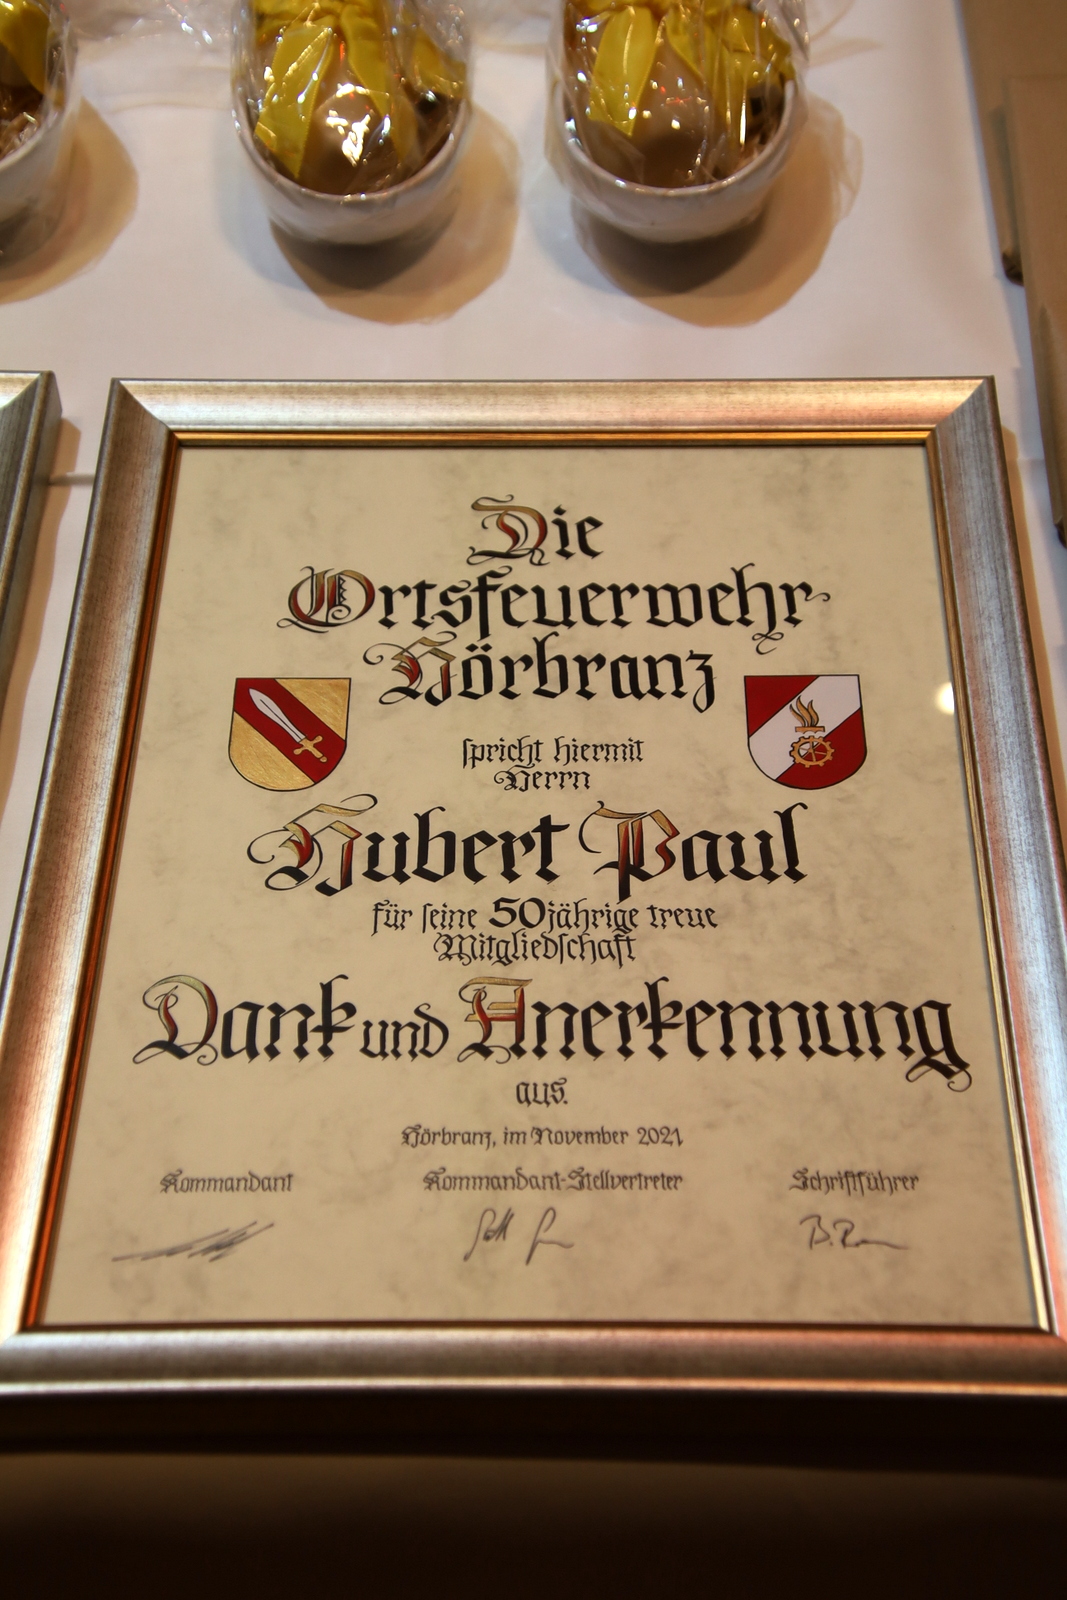 Die
Ortsfeuerwehr
Hörbranz
spricht hiermit
Herrn
Hubert Paul
für seine 50jährige treue
Mitgliedschaft
Dank und Anerkennung
aus.
Hörbranz, im November 2021
Kommandant Kommandant-Stellvertreter Schriftführer